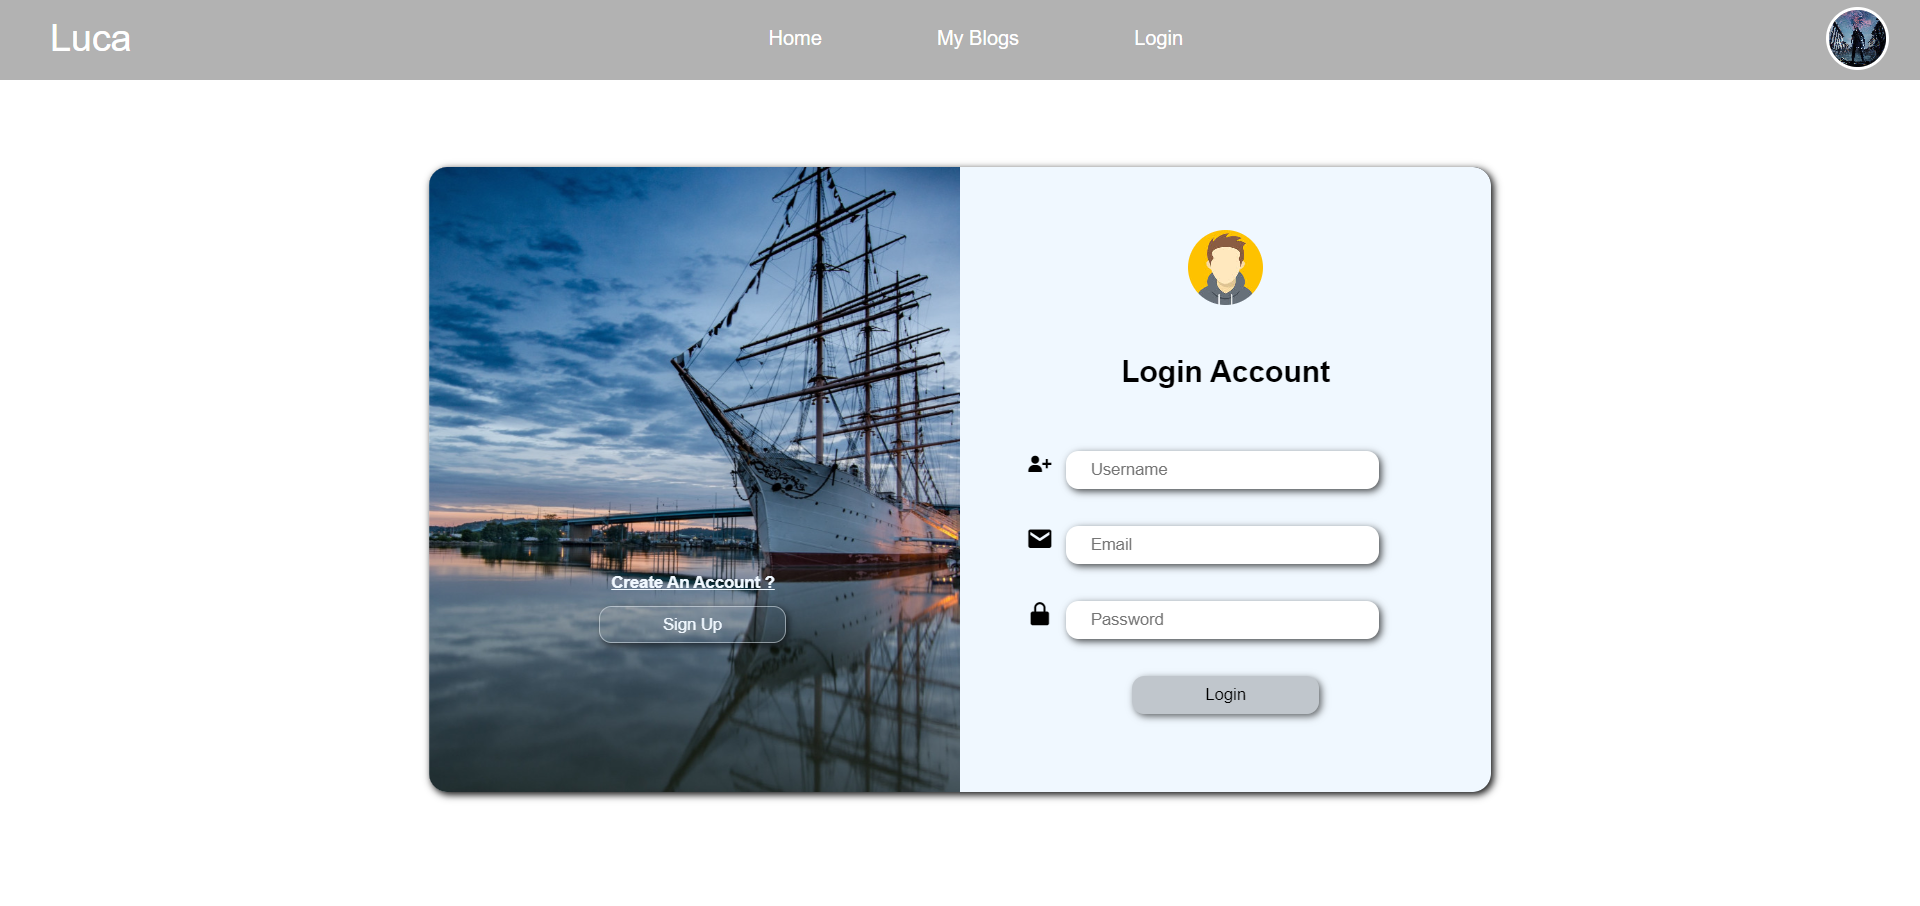 Luca
Home
My Blogs
Login
Create An Account ?
Sign Up
Login Account
Username
Email
Password
Login